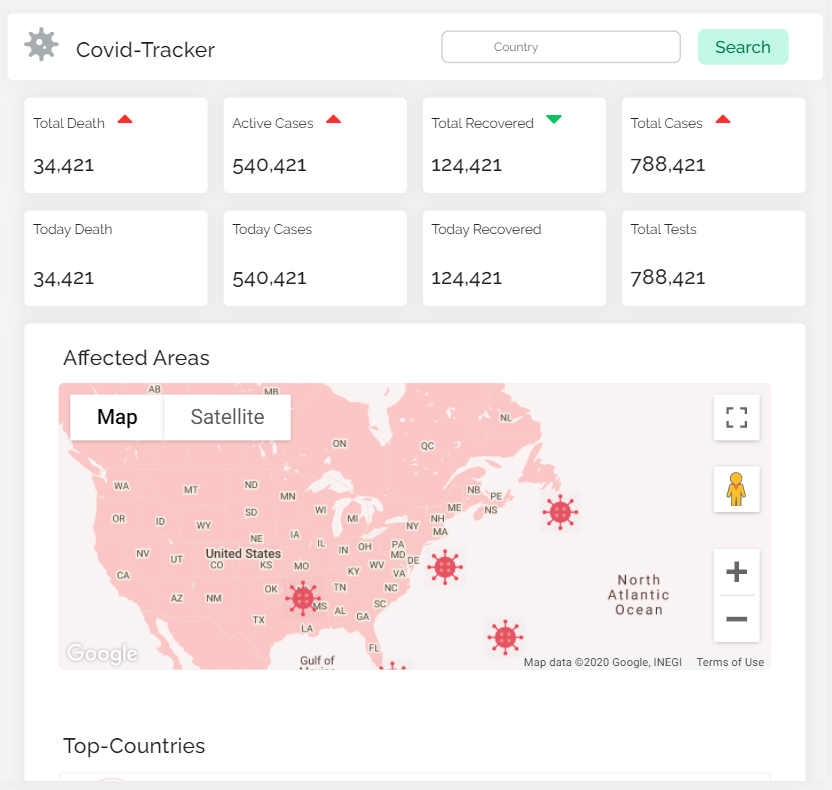 Covid-Tracker
Country
Search
Total Death
Active Cases
Total Recovered
Total Cases
34,421
540,421
124,421
788,421
Today Death
Today Cases
Today Recovered
Total Tests
34,421
540,421
124,421
788,421
Affected Areas
Map
Satellite
AB
MB
NL
ON
QC
WA
MT
ND
MN
NB
PE
OR
ID
WY
SD
WI
MI
ME
NS
NH
NY
MA
NV
UT
NE
IA
IL
IN
OH
PA
MD
DE
United States
CO
KS
MO
KY
WV
VA
CA
AZ
NM
OK
TN
NC
MS
AL
SC
GA
TX
LA
FL
North
Atlantic
Ocean
Gulf of
Mexico
Google
Map data ©2020 Google, INEGI
Terms of Use
Top-Countries